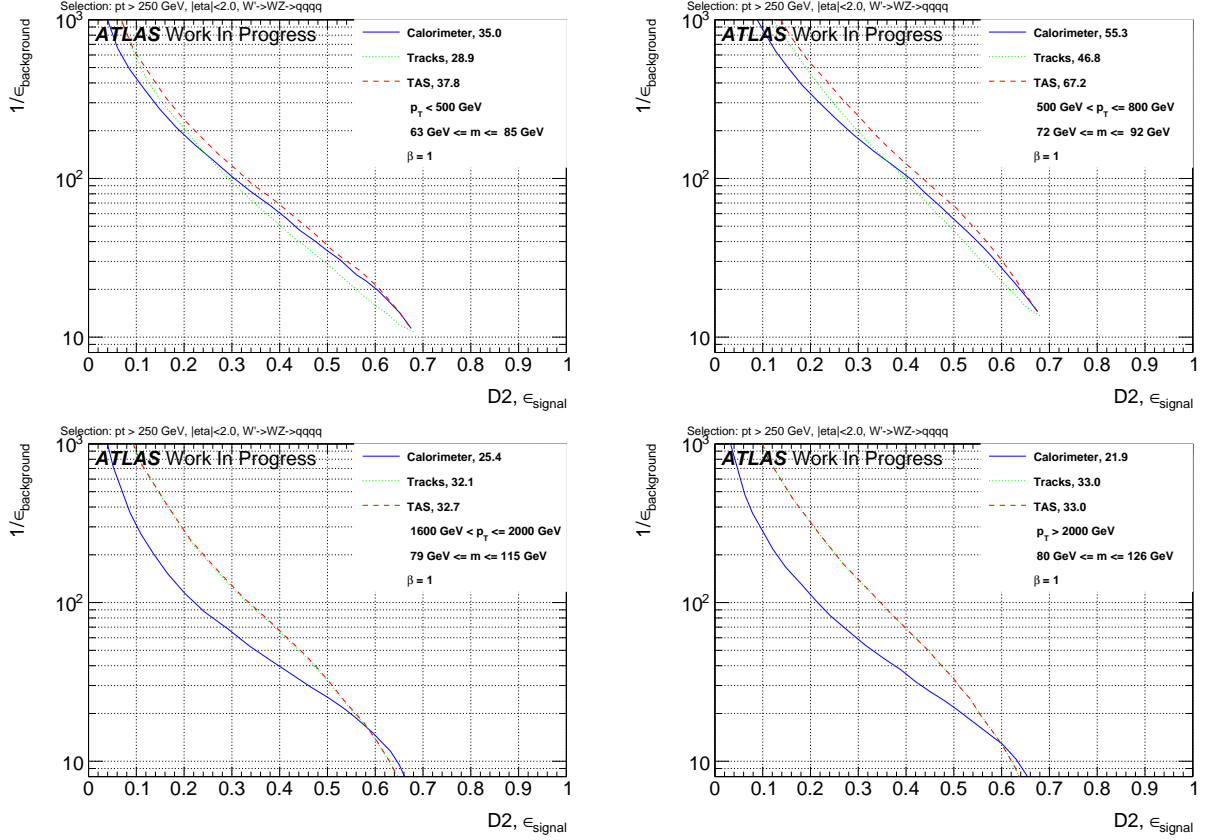 Selection: pt > 250 GeV, |eta|<2.0, W'->WZ->qqqq
ATLAS Work In Progress
Calorimeter, 35.0
Tracks, 28.9
TAS, 37.8
p_T < 500 GeV
63 GeV <= m <= 85 GeV
β = 1
1/ϵ_background
10^3
10^2
10
0 0.1 0.2 0.3 0.4 0.5 0.6 0.7 0.8 0.9 1
D2, ϵ_signal
Selection: pt > 250 GeV, |eta|<2.0, W'->WZ->qqqq
ATLAS Work In Progress
Calorimeter, 55.3
Tracks, 46.8
TAS, 67.2
500 GeV < p_T <= 800 GeV
72 GeV <= m <= 92 GeV
β = 1
1/ϵ_background
10^3
10^2
10
0 0.1 0.2 0.3 0.4 0.5 0.6 0.7 0.8 0.9 1
D2, ϵ_signal
Selection: pt > 250 GeV, |eta|<2.0, W'->WZ->qqqq
ATLAS Work In Progress
Calorimeter, 25.4
Tracks, 32.1
TAS, 32.7
1600 GeV < p_T <= 2000 GeV
79 GeV <= m <= 115 GeV
β = 1
1/ϵ_background
10^3
10^2
10
0 0.1 0.2 0.3 0.4 0.5 0.6 0.7 0.8 0.9 1
D2, ϵ_signal
Selection: pt > 250 GeV, |eta|<2.0, W'->WZ->qqqq
ATLAS Work In Progress
Calorimeter, 21.9
Tracks, 33.0
TAS, 33.0
p_T > 2000 GeV
80 GeV <= m <= 126 GeV
β = 1
1/ϵ_background
10^3
10^2
10
0 0.1 0.2 0.3 0.4 0.5 0.6 0.7 0.8 0.9 1
D2, ϵ_signal